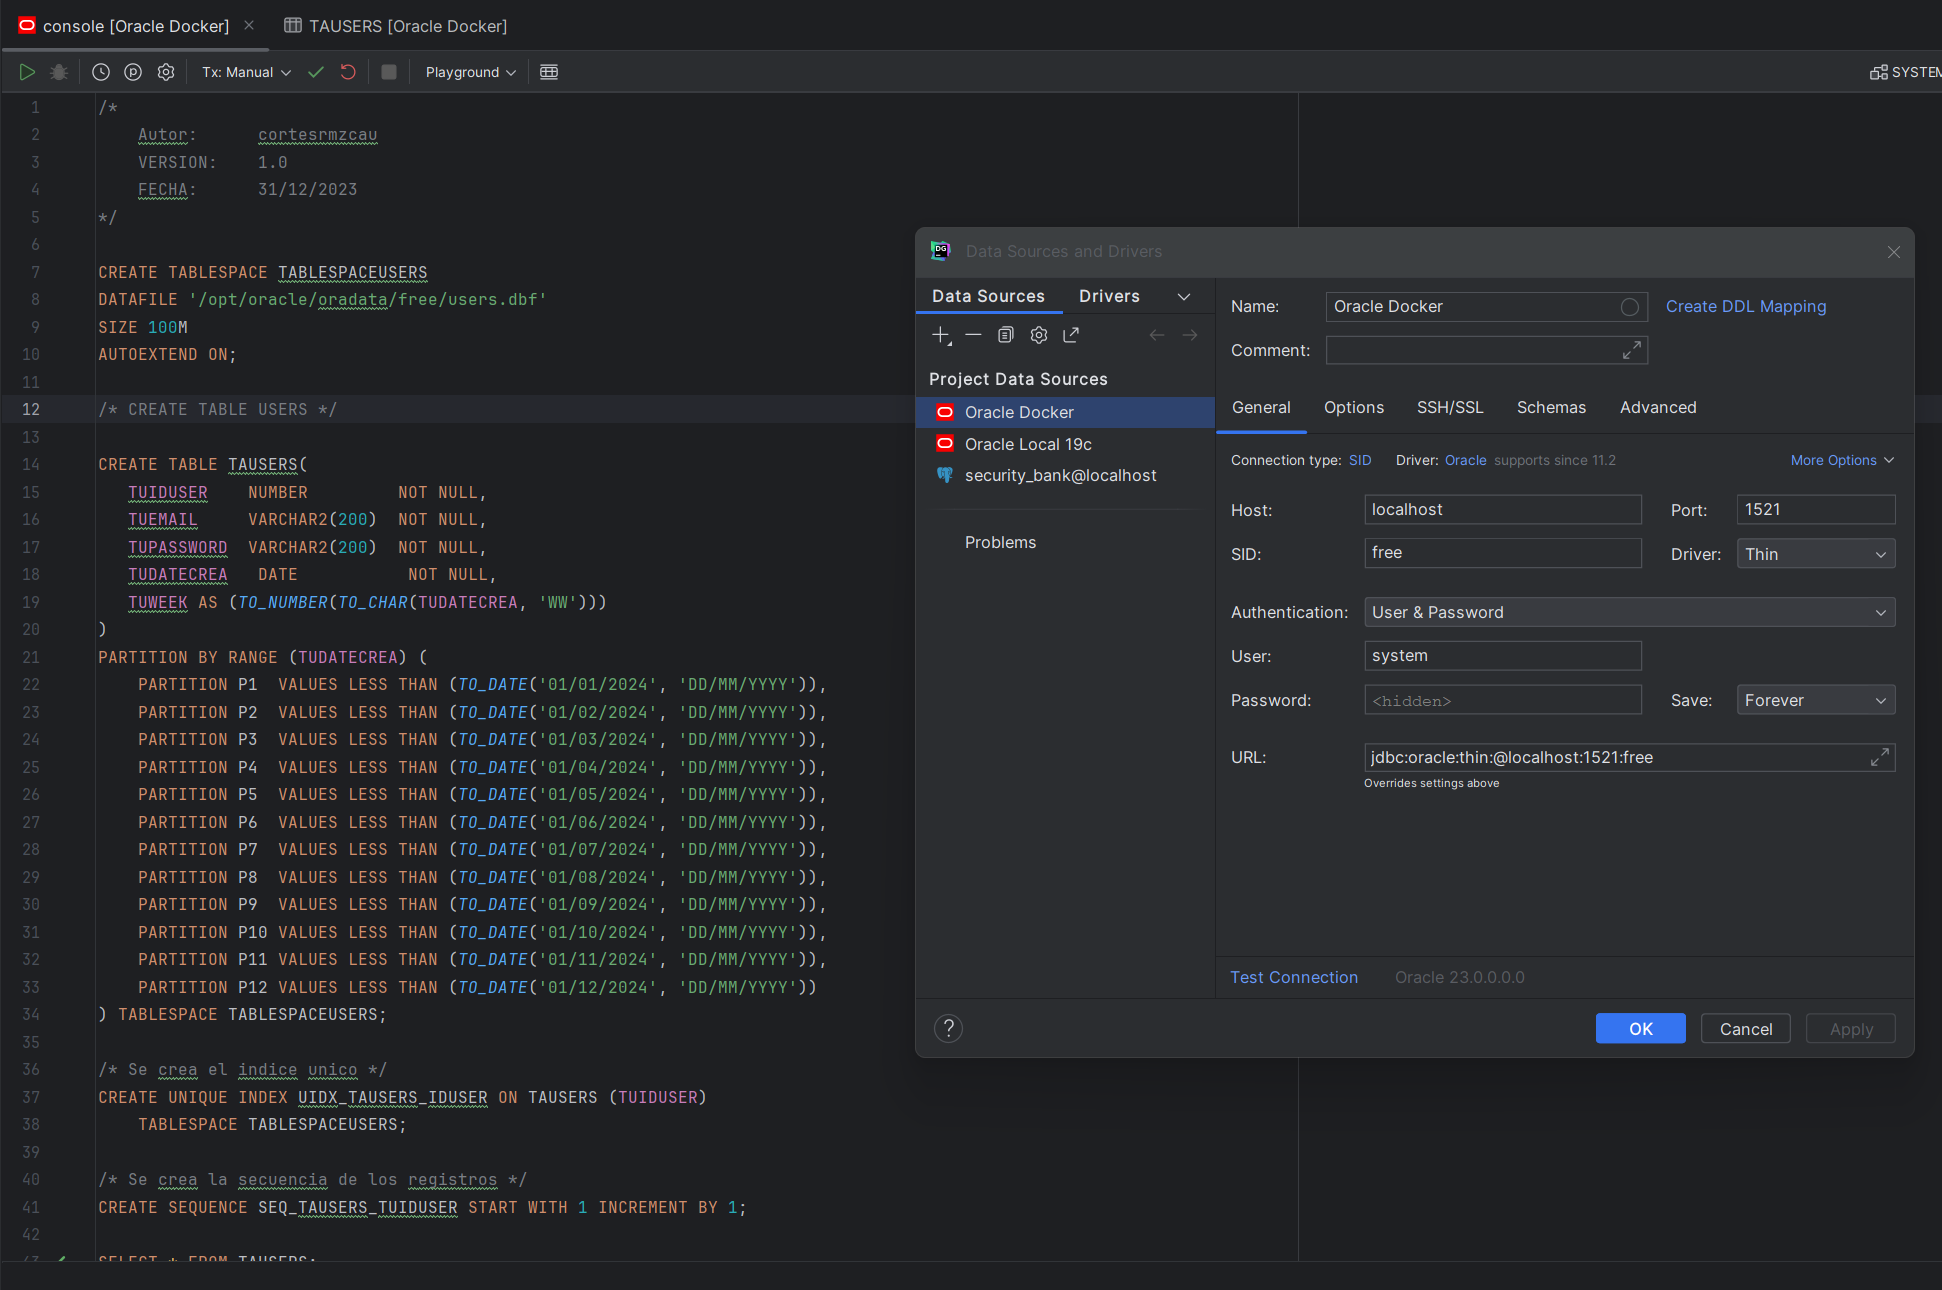 console [Oracle Docker]
TAUSERS [Oracle Docker]
Tx: Manual
Playground
SYSTEM
1 /*
2 Autor: cortesrmzcau
3 VERSION: 1.0
4 FECHA: 31/12/2023
5 */
6
7 CREATE TABLESPACE TABLESPACEUSERS
8 DATAFILE '/opt/oracle/oradata/free/users.dbf'
9 SIZE 100M
10 AUTOEXTEND ON;
11
12 /* CREATE TABLE USERS */
13
14 CREATE TABLE TAUSERS(
15 TUIDUSER NUMBER NOT NULL,
16 TUEMAIL VARCHAR2(200) NOT NULL,
17 TUPASSWORD VARCHAR2(200) NOT NULL,
18 TUDATECREA DATE NOT NULL,
19 TUWEEK AS (TO_NUMBER(TO_CHAR(TUDATECREA, 'WW')))
20 )
21 PARTITION BY RANGE (TUDATECREA) (
22 PARTITION P1 VALUES LESS THAN (TO_DATE('01/01/2024', 'DD/MM/YYYY')),
23 PARTITION P2 VALUES LESS THAN (TO_DATE('01/02/2024', 'DD/MM/YYYY')),
24 PARTITION P3 VALUES LESS THAN (TO_DATE('01/03/2024', 'DD/MM/YYYY')),
25 PARTITION P4 VALUES LESS THAN (TO_DATE('01/04/2024', 'DD/MM/YYYY')),
26 PARTITION P5 VALUES LESS THAN (TO_DATE('01/05/2024', 'DD/MM/YYYY')),
27 PARTITION P6 VALUES LESS THAN (TO_DATE('01/06/2024', 'DD/MM/YYYY')),
28 PARTITION P7 VALUES LESS THAN (TO_DATE('01/07/2024', 'DD/MM/YYYY')),
29 PARTITION P8 VALUES LESS THAN (TO_DATE('01/08/2024', 'DD/MM/YYYY')),
30 PARTITION P9 VALUES LESS THAN (TO_DATE('01/09/2024', 'DD/MM/YYYY')),
31 PARTITION P10 VALUES LESS THAN (TO_DATE('01/10/2024', 'DD/MM/YYYY')),
32 PARTITION P11 VALUES LESS THAN (TO_DATE('01/11/2024', 'DD/MM/YYYY')),
33 PARTITION P12 VALUES LESS THAN (TO_DATE('01/12/2024', 'DD/MM/YYYY'))
34 ) TABLESPACE TABLESPACEUSERS;
35
36 /* Se crea el indice unico */
37 CREATE UNIQUE INDEX UIDX_TAUSERS_IDUSER ON TAUSERS (TUIDUSER)
38 TABLESPACE TABLESPACEUSERS;
39
40 /* Se crea la secuencia de los registros */
41 CREATE SEQUENCE SEQ_TAUSERS_TUIDUSER START WITH 1 INCREMENT BY 1;
42
43 SELECT * FROM TAUSERS;
DG
Data Sources and Drivers
Data Sources
Drivers
Project Data Sources
Oracle Docker
Oracle Local 19c
security_bank@localhost
Problems
Name: Oracle Docker
Create DDL Mapping
Comment:
General
Options
SSH/SSL
Schemas
Advanced
Connection type: SID
Driver: Oracle supports since 11.2
More Options
Host: localhost
Port: 1521
SID: free
Driver: Thin
Authentication: User & Password
User: system
Password: <hidden>
Save: Forever
URL: jdbc:oracle:thin:@localhost:1521:free
Overrides settings above
Test Connection
Oracle 23.0.0.0.0
?
OK
Cancel
Apply